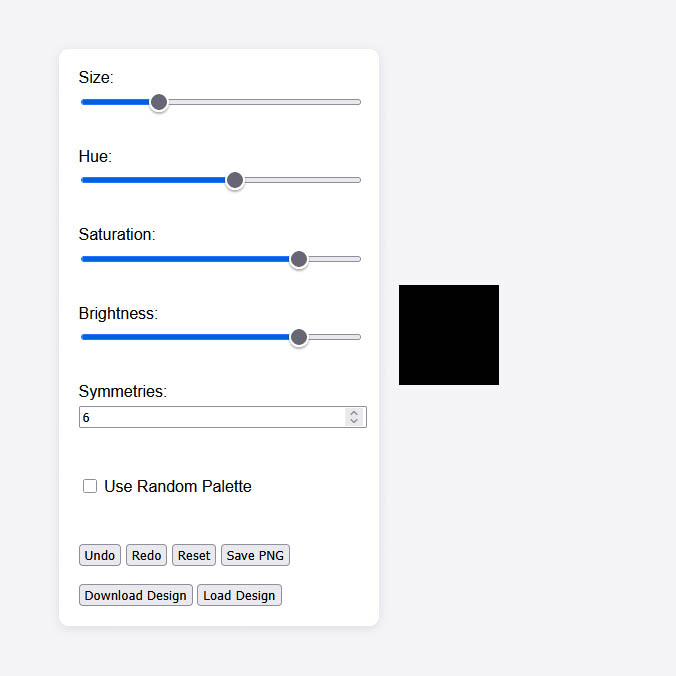 Size:
Hue:
Saturation:
Brightness:
Symmetries:
6
Use Random Palette
Undo Redo Reset Save PNG
Download Design Load Design